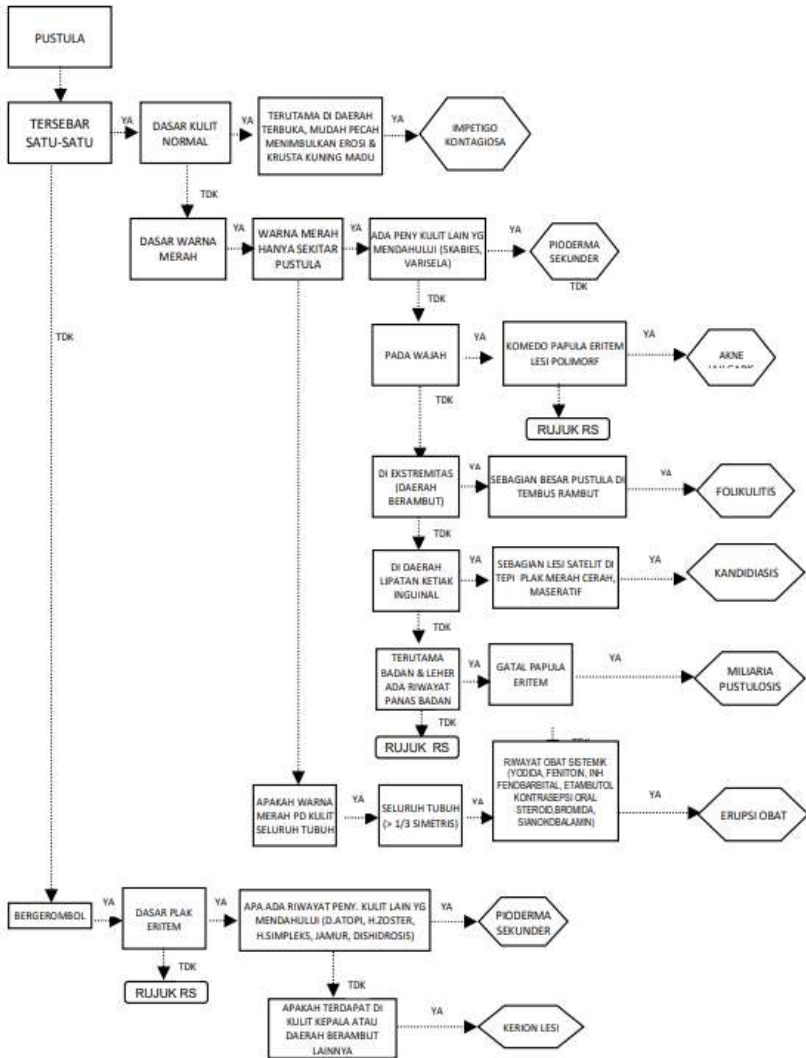 PUSTULA
TERSEBAR
SATU-SATU
YA
DASAR KULIT
NORMAL
YA
TERUTAMA DI DAERAH
TERBUKA, MUDAH PECAH
MENIMBULKAN EROSI &
KRUSTA KUNING MADU
YA
IMPETIGO
KONTAGIOSA
TDK
DASAR WARNA
MERAH
YA
WARNA MERAH
HANYA SEKITAR
PUSTULA
YA
ADA PENY KULIT LAIN YG
MENDAHULUI (SKABIES,
VARISELA)
YA
PIODERMA
SEKUNDER
TDK
TDK
TDK
PADA WAJAH
YA
KOMEDO PAPULA ERITEM
LESI POLIMORF
YA
AKNE
TDK
RUJUK RS
DI EKSTREMITAS
(DAERAH
BERAMBUT)
YA
SEBAGIAN BESAR PUSTULA DI
TEMBUS RAMBUT
YA
FOLIKULITIS
TDK
DI DAERAH
LIPATAN KETIAK
INGUINAL
YA
SEBAGIAN LESI SATELIT DI
TEPI PLAK MERAH CERAH,
MASERATIF
YA
KANDIDIASIS
TDK
TERUTAMA
BADAN & LEHER
ADA RIWAYAT
PANAS BADAN
YA
GATAL PAPULA
ERITEM
YA
MILIARIA
PUSTULOSIS
TDK
RUJUK RS
TDK
APAKAH WARNA
MERAH PD KULIT
SELURUH TUBUH
YA
SELURUH TUBUH
(> 1/3 SIMETRIS)
YA
RIWAYAT OBAT SISTEMIK
(YODIDA, FENITOIN, INH
FENOBARBITAL, ETAMBUTOL
KONTRASEPSI ORAL
STEROID,BROMIDA,
SIANOKOBALAMIN)
YA
ERUPSI OBAT
BERGEROMBOL
YA
DASAR PLAK
ERITEM
YA
APA ADA RIWAYAT PENY. KULIT LAIN YG
MENDAHULUI (D.ATOPI, H.ZOSTER,
H.SIMPLEKS, JAMUR, DISHIDROSIS)
YA
PIODERMA
SEKUNDER
TDK
RUJUK RS
TDK
APAKAH TERDAPAT DI
KULIT KEPALA ATAU
DAERAH BERAMBUT
LAINNYA
YA
KERION LESI